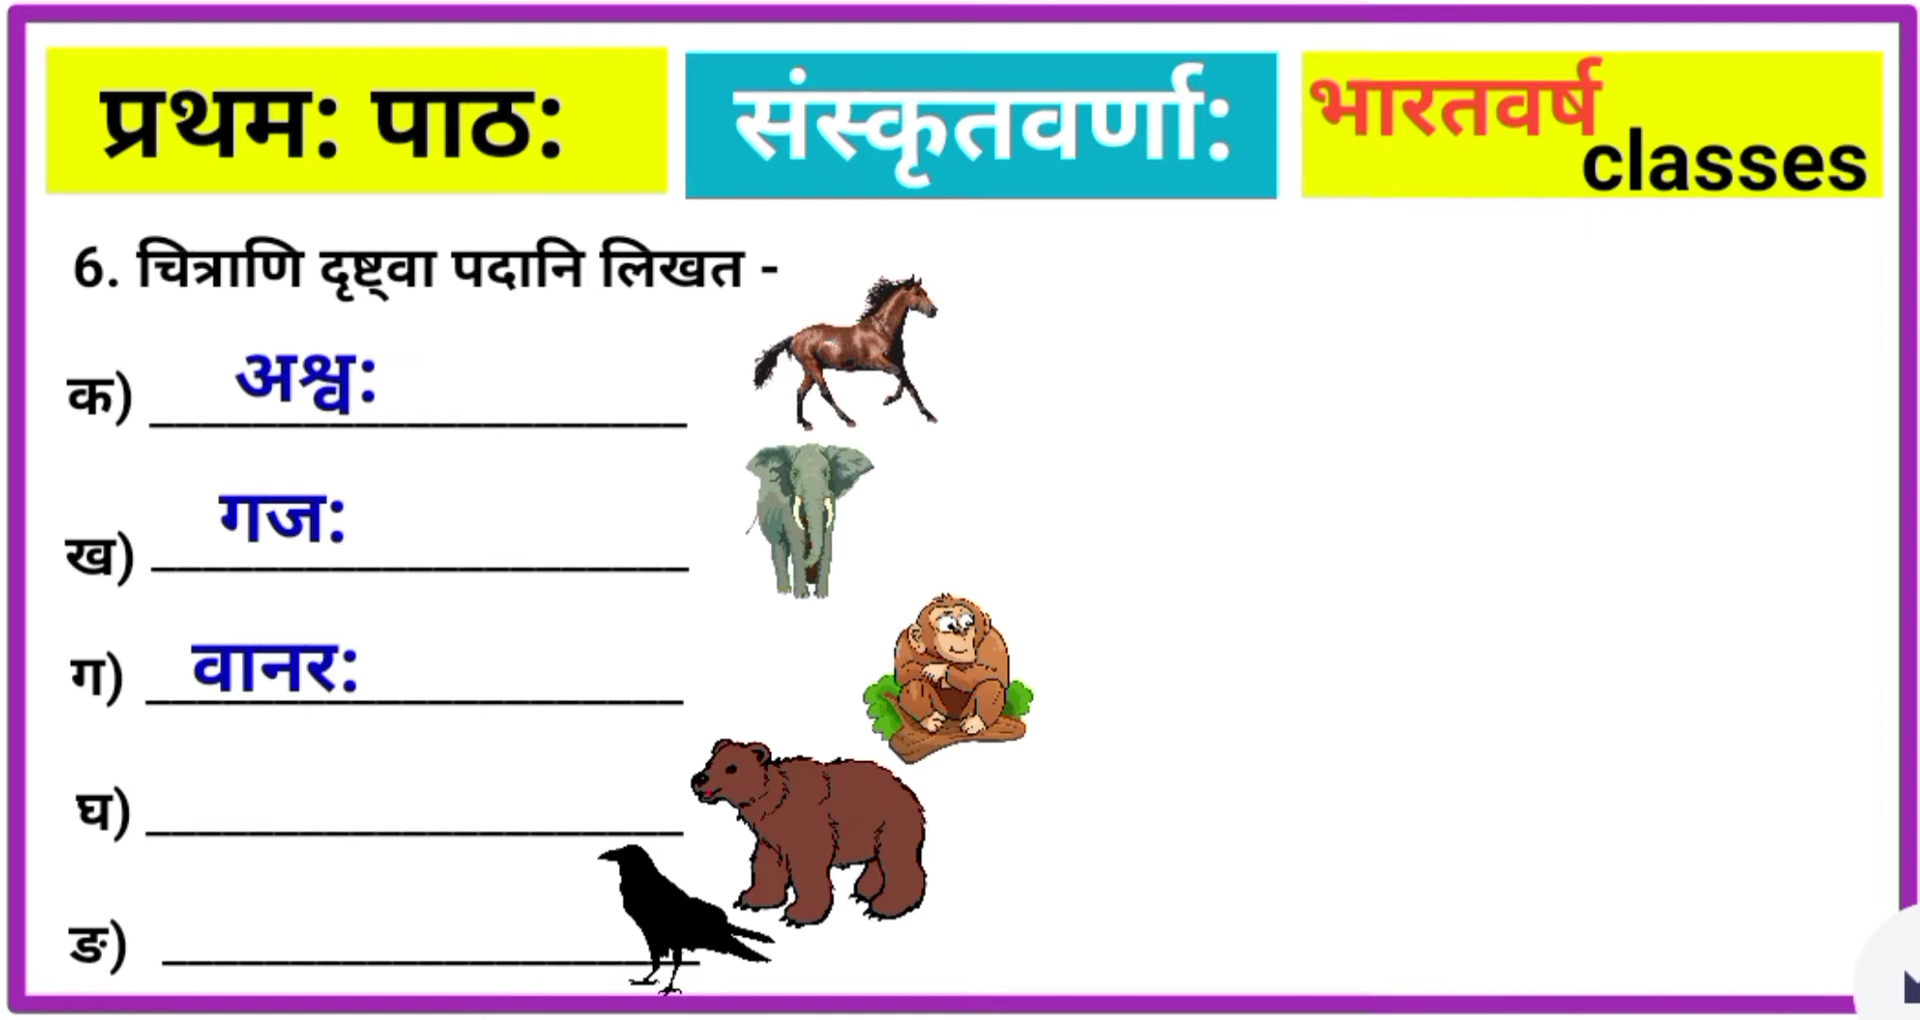 प्रथम: पाठ:
संस्कृतवर्णा:
भारतवर्ष
classes
6. चित्राणि दृष्ट्वा पदानि लिखत -
क) अश्व:
ख) गज:
ग) वानर:
घ)
ङ)